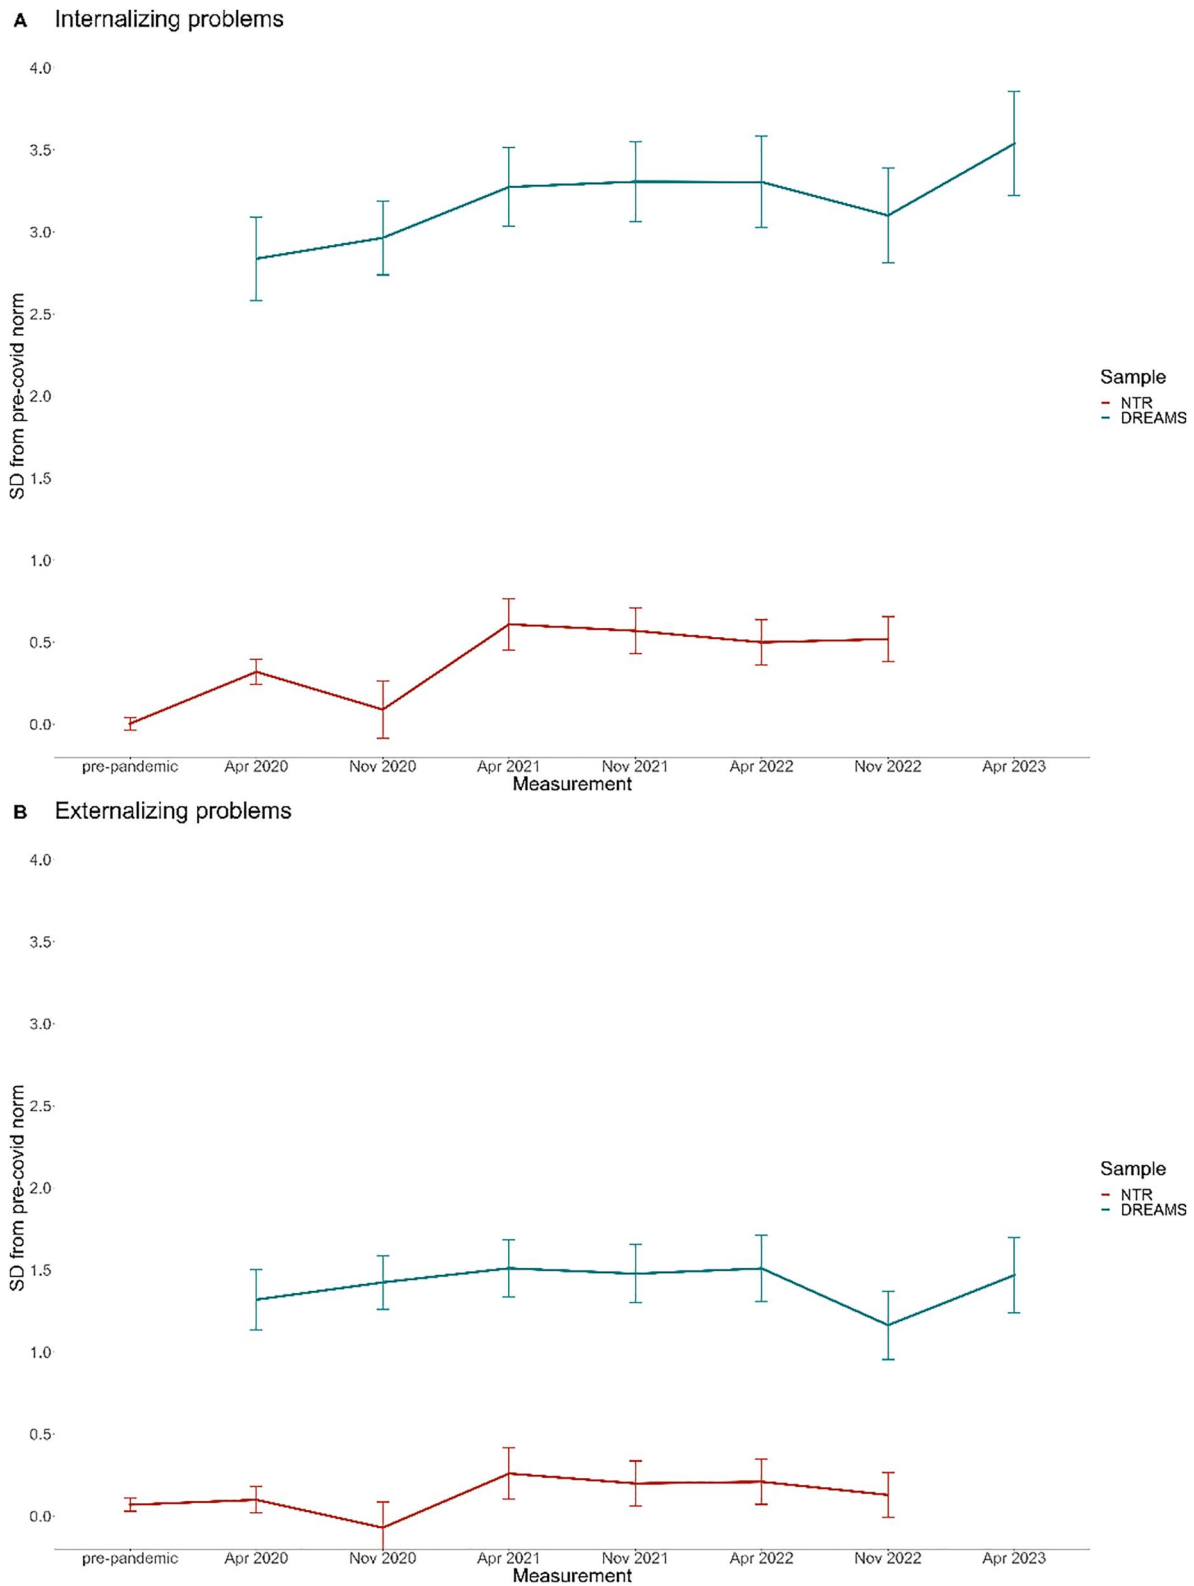 A Internalizing problems
4.0
3.5
3.0
2.5
2.0
1.5
1.0
0.5
0.0
SD from pre-covid norm
pre-pandemic Apr 2020 Nov 2020 Apr 2021 Nov 2021 Apr 2022 Nov 2022 Apr 2023
Measurement
Sample
NTR
DREAMS
B Externalizing problems
4.0
3.5
3.0
2.5
2.0
1.5
1.0
0.5
0.0
SD from pre-covid norm
pre-pandemic Apr 2020 Nov 2020 Apr 2021 Nov 2021 Apr 2022 Nov 2022 Apr 2023
Measurement
Sample
NTR
DREAMS